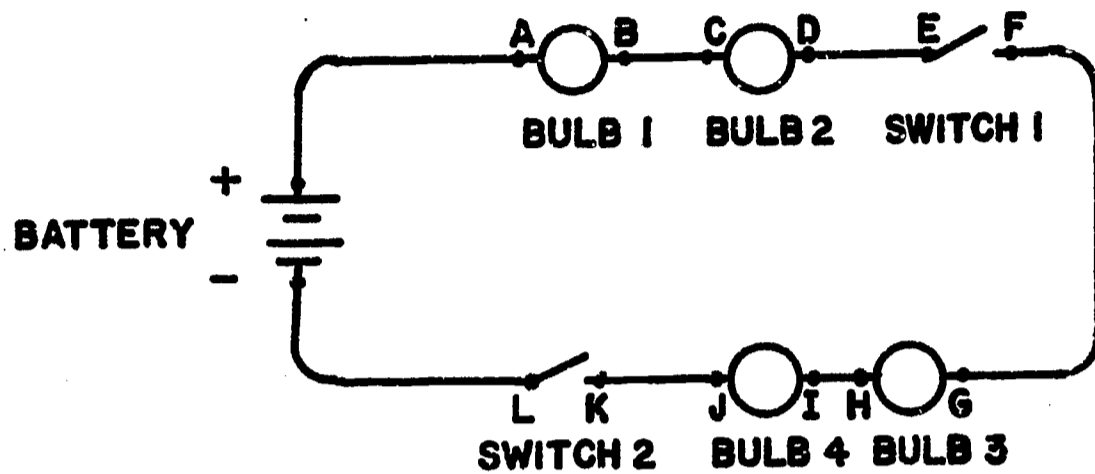 A B C D E F
BULB 1 BULB 2 SWITCH 1
+
BATTERY
−
L K J I H G
SWITCH 2 BULB 4 BULB 3